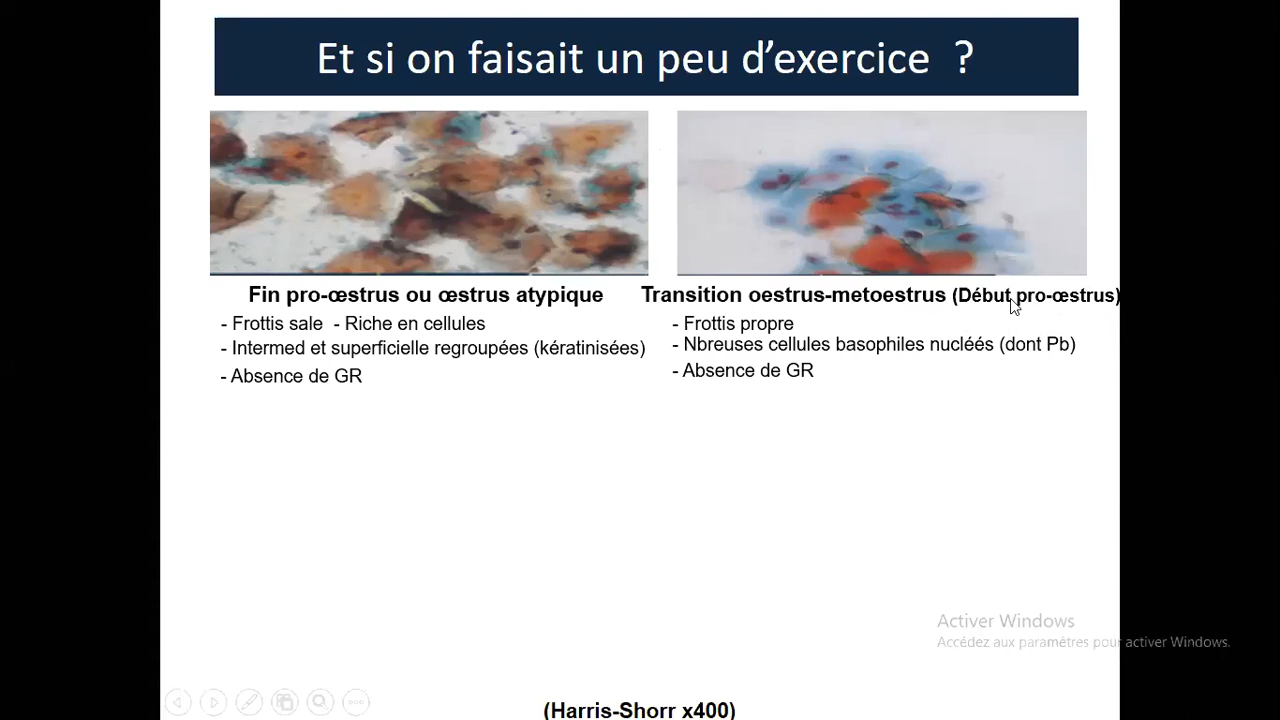 Et si on faisait un peu d’exercice ?
Fin pro-œstrus ou œstrus atypique
- Frottis sale - Riche en cellules
- Intermed et superficielle regroupées (kératinisées)
- Absence de GR
Transition oestrus-metoestrus (Début pro-œstrus)
- Frottis propre
- Nbreuses cellules basophiles nucléés (dont Pb)
- Absence de GR
Activer Windows
Accédez aux paramètres pour activer Windows.
(Harris-Shorr x400)